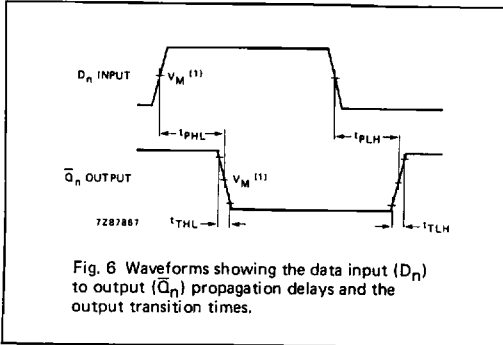 Dn INPUT
VM (1)
tPHL
tPLH
Q̅n OUTPUT
VM (1)
7Z87867
tTHL
tTLH
Fig. 6 Waveforms showing the data input (Dn)
to output (Q̅n) propagation delays and the
output transition times.